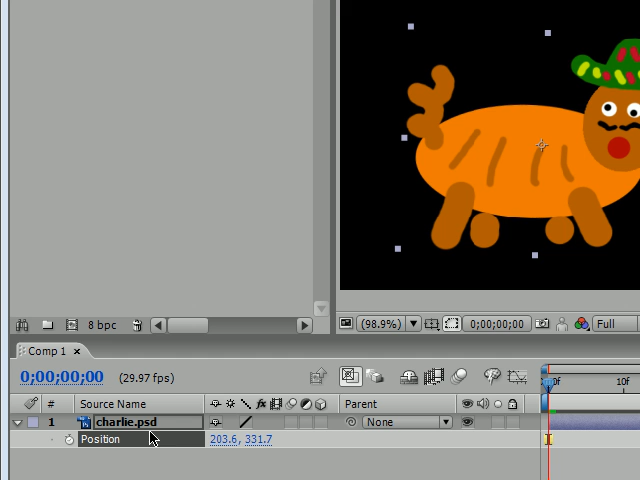 8 bpc
(98.9%)
0;00;00;00
Full
Comp 1
0;00;00;00
(29.97 fps)
0f
10f
#
Source Name
fx
Parent
1
charlie.psd
None
Position
203.6, 331.7